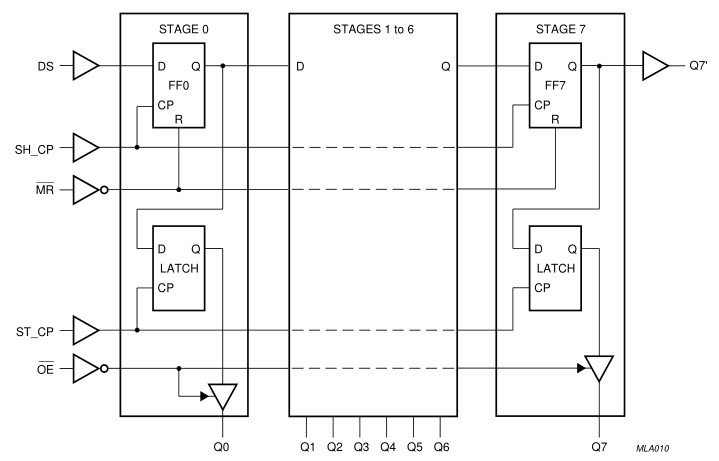 STAGE 0
STAGES 1 to 6
STAGE 7
DS
D Q
FF0
CP
R
D
Q
D Q
FF7
CP
R
Q7'
SH_CP
MR
D Q
LATCH
CP
D Q
LATCH
CP
ST_CP
OE
Q0
Q1 Q2 Q3 Q4 Q5 Q6
Q7
MLA010